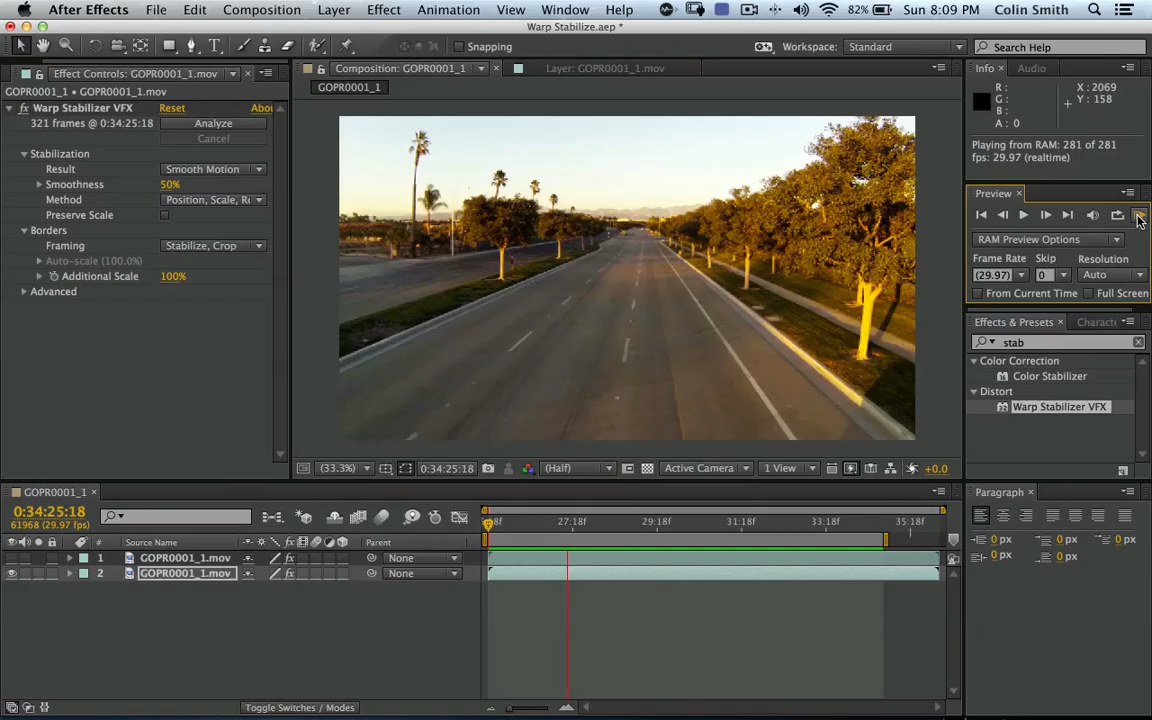 After Effects File Edit Composition Layer Effect Animation View Window Help 82% Sun 8:09 PM Colin Smith
Warp Stabilize.aep *
Snapping Workspace: Standard Search Help
Effect Controls: GOPR0001_1.mov
GOPR0001_1 • GOPR0001_1.mov
fx Warp Stabilizer VFX Reset Abou
321 frames @ 0:34:25:18 Analyze
Cancel
Stabilization
Result Smooth Motion
Smoothness 50%
Method Position, Scale, R
Preserve Scale
Borders
Framing Stabilize, Crop
Auto-scale (100.0%)
Additional Scale 100%
Advanced
Composition: GOPR0001_1 Layer: GOPR0001_1.mov
GOPR0001_1
(33.3%) 0:34:25:18 (Half) Active Camera 1 View +0.0
Info Audio
R : X : 2069
G : Y : 158
B :
A : 0
Playing from RAM: 281 of 281
fps: 29.97 (realtime)
Preview
RAM Preview Options
Frame Rate Skip Resolution
(29.97) 0 Auto
From Current Time Full Screen
Effects & Presets Characte
stab
Color Correction
Color Stabilizer
Distort
Warp Stabilizer VFX
Paragraph
0 px 0 px 0 px
0 px 0 px
GOPR0001_1
0:34:25:18
61968 (29.97 fps)
:18f 27:18f 29:18f 31:18f 33:18f 35:18f
# Source Name Parent
1 GOPR0001_1.mov fx None
2 GOPR0001_1.mov fx None
Toggle Switches / Modes